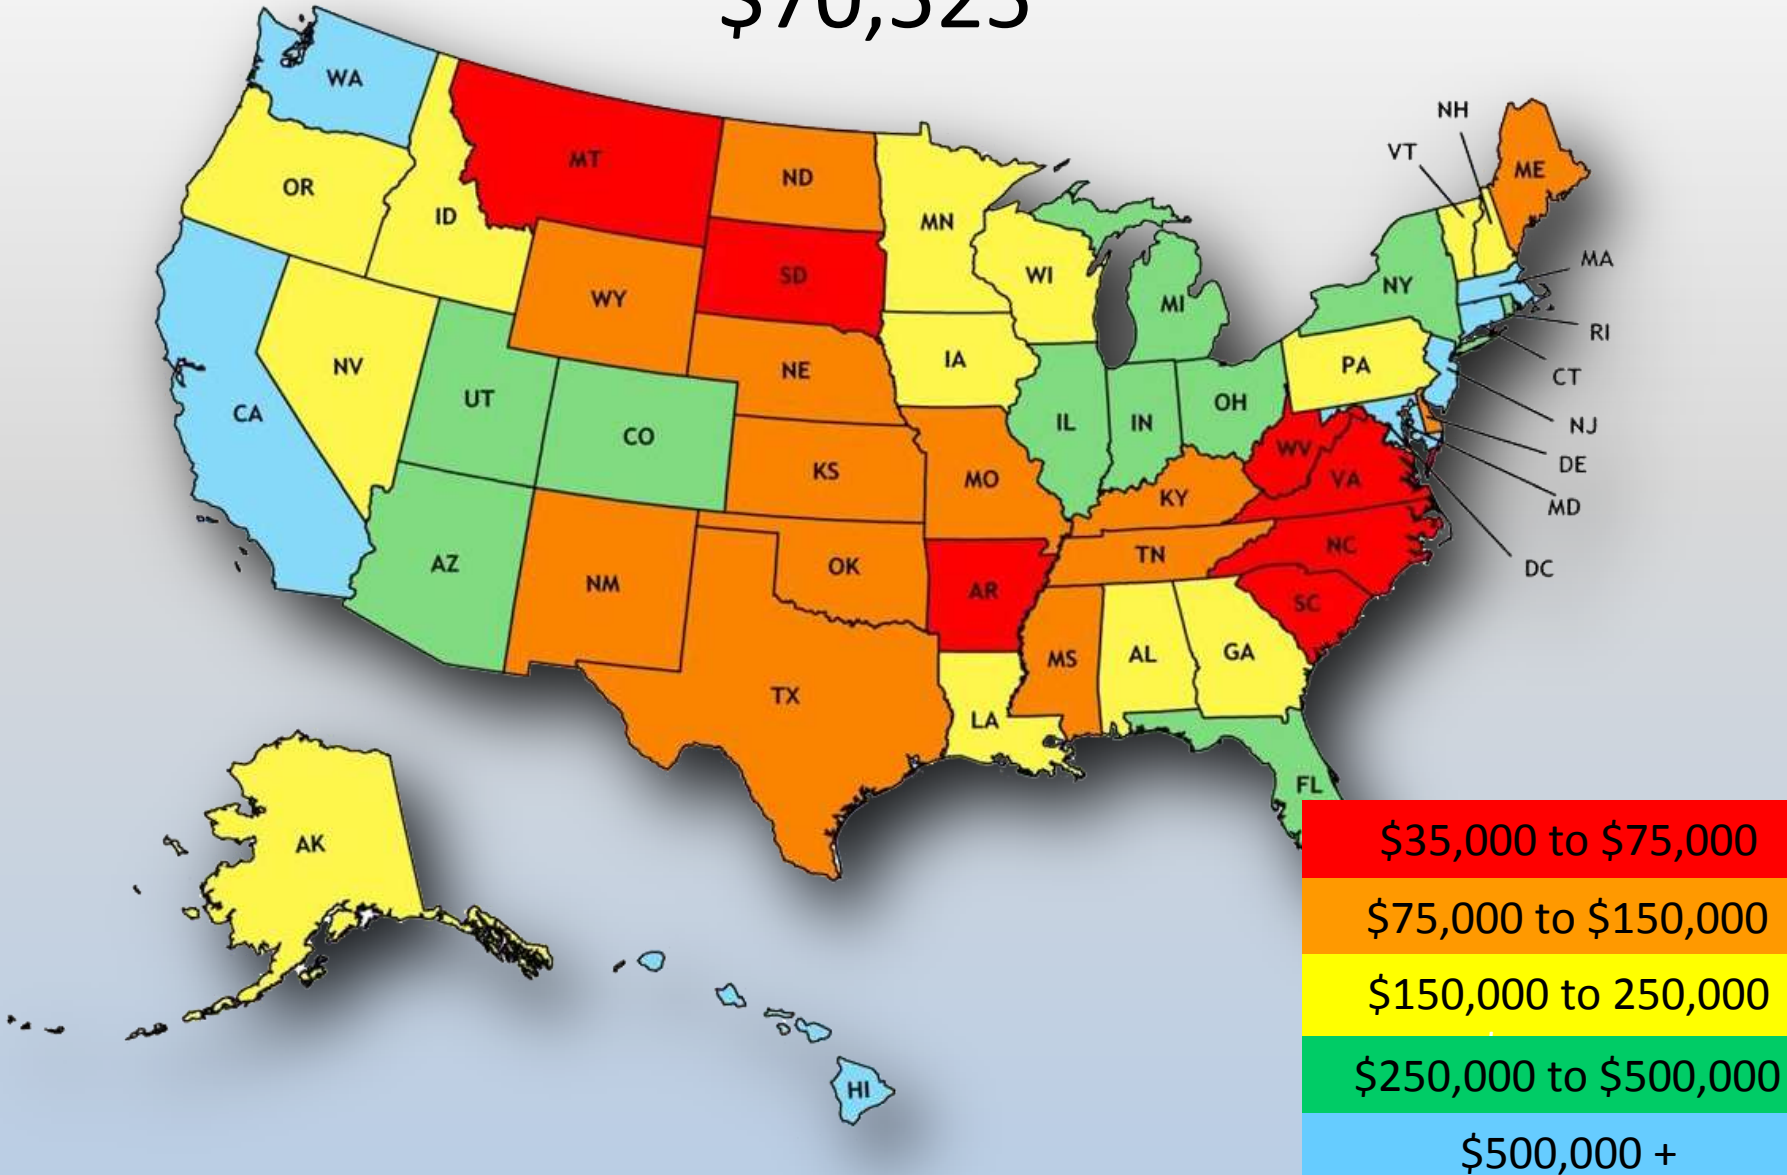 $70,525
WA
MT
ND
OR
ID
MN
WI
SD
WY
MI
NY
VT
NH
ME
MA
RI
CT
NJ
DE
MD
DC
NV
UT
CO
NE
IA
PA
CA
IL
IN
OH
KS
MO
WV
VA
KY
AZ
NM
OK
TN
NC
AR
SC
TX
MS
AL
GA
LA
FL
AK
HI
$35,000 to $75,000
$75,000 to $150,000
$150,000 to 250,000
$250,000 to $500,000
$500,000 +